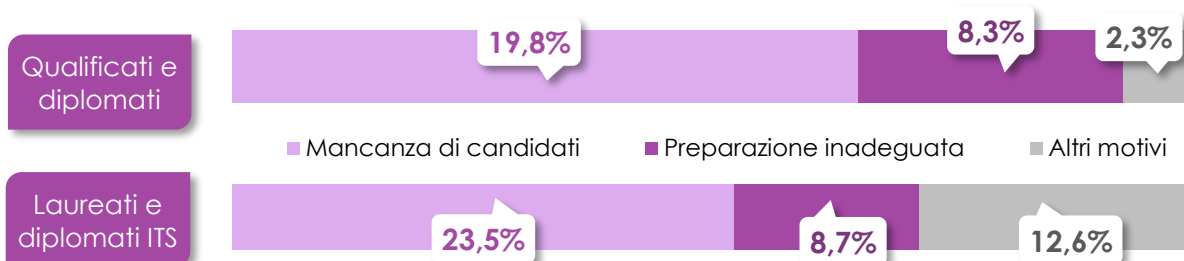 Qualificati e
diplomati
19,8%
8,3%
2,3%
Mancanza di candidati
Preparazione inadeguata
Altri motivi
Laureati e
diplomati ITS
23,5%
8,7%
12,6%